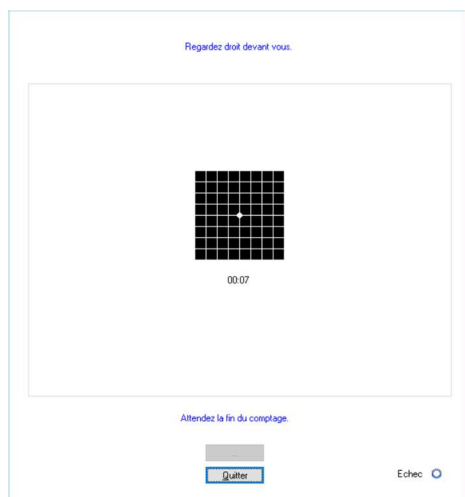 Regardez droit devant vous.
00:07
Attendez la fin du comptage.
...
Quitter
Echec